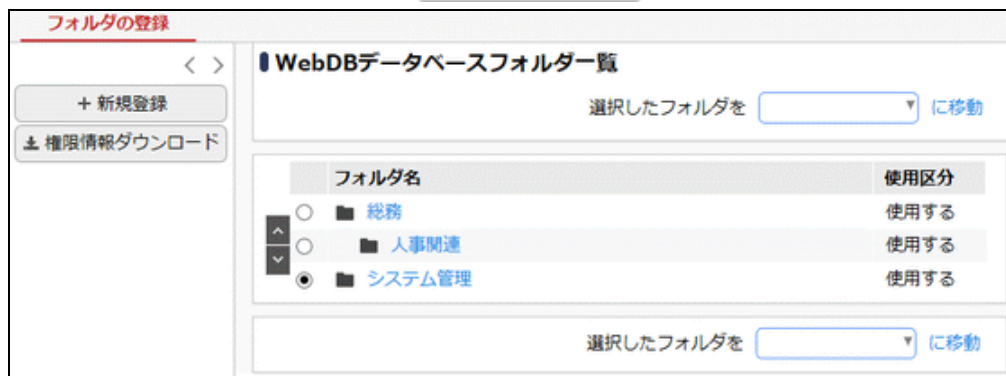 フォルダの登録
< >
+ 新規登録
権限情報ダウンロード
WebDBデータベースフォルダ一覧
選択したフォルダを に移動
フォルダ名 使用区分
総務 使用する
人事関連 使用する
システム管理 使用する
選択したフォルダを に移動